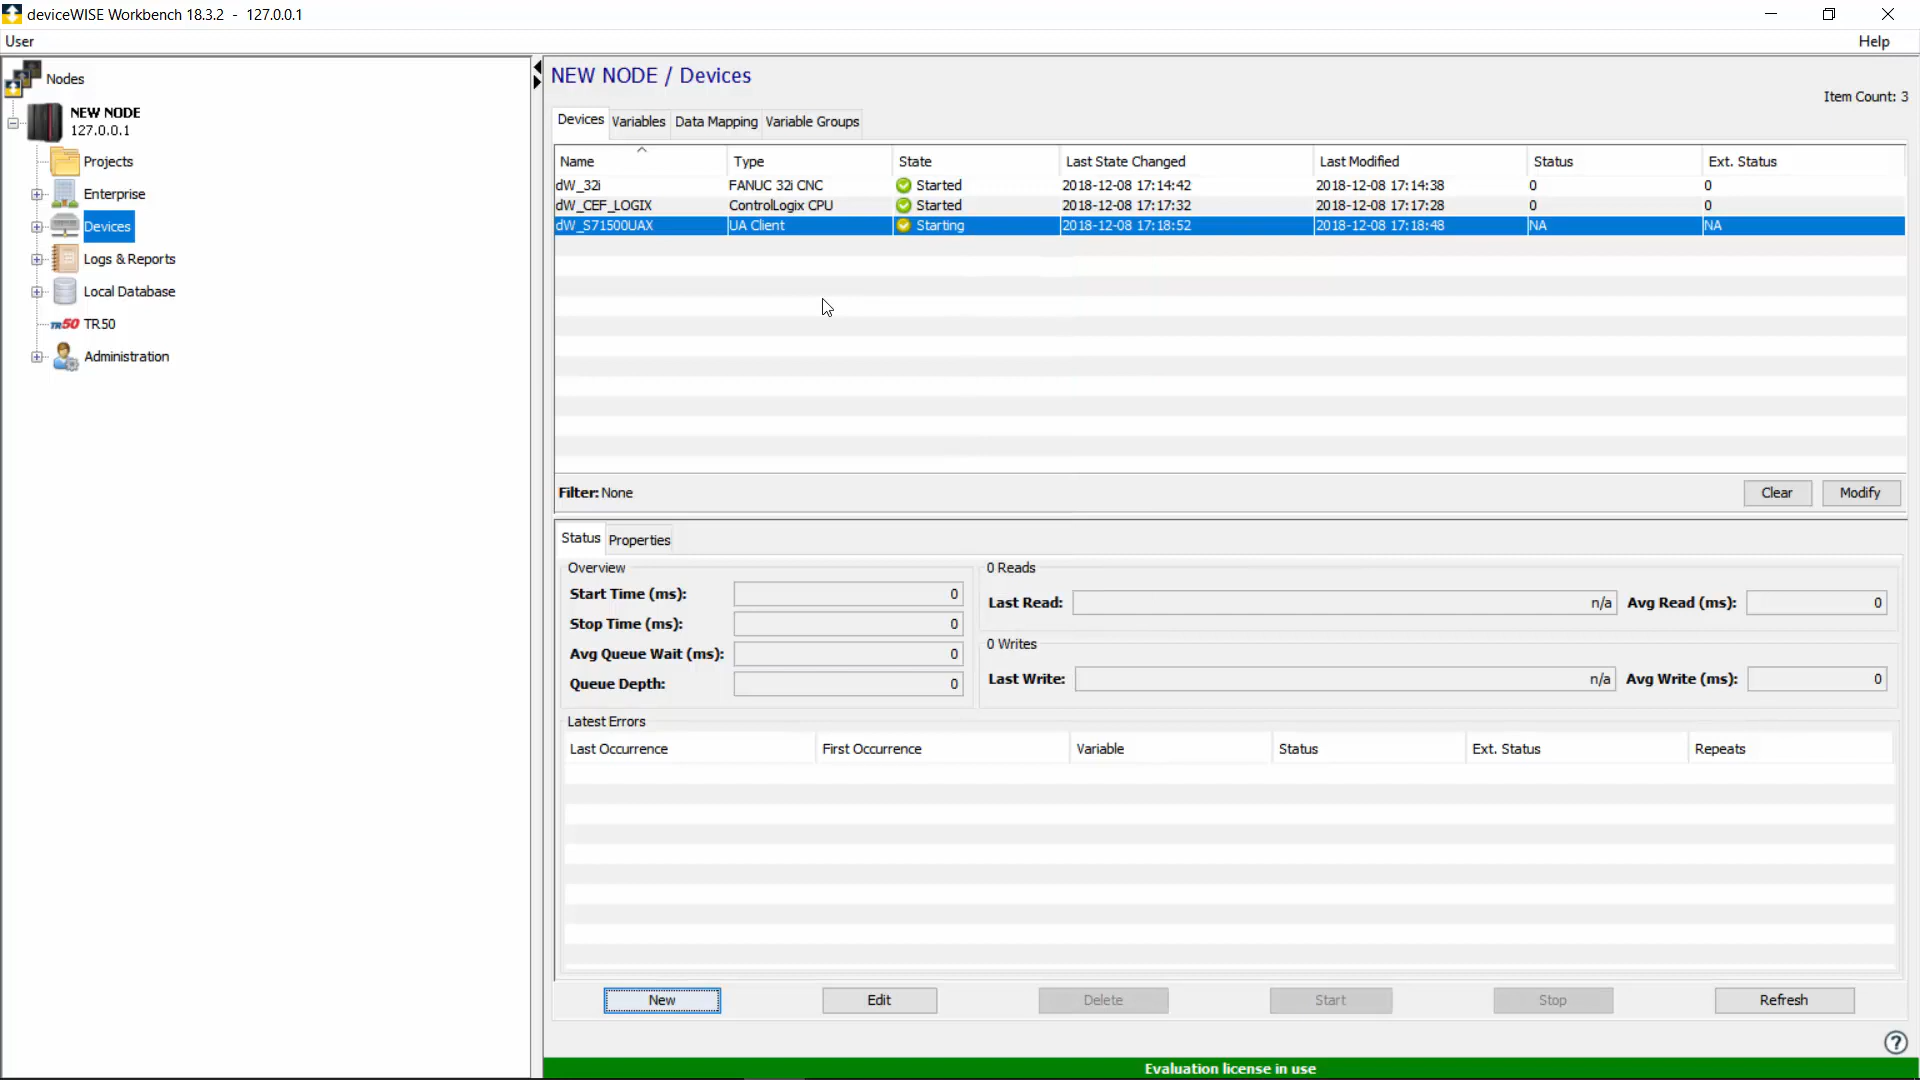 deviceWISE Workbench 18.3.2 - 127.0.0.1
User Help
Nodes
NEW NODE
127.0.0.1
Projects
Enterprise
Devices
Logs & Reports
Local Database
TR50 TR50
Administration
NEW NODE / Devices
Item Count: 3
Devices Variables Data Mapping Variable Groups
Name Type State Last State Changed Last Modified Status Ext. Status
dW_32i FANUC 32i CNC Started 2018-12-08 17:14:42 2018-12-08 17:14:38 0 0
dW_CEF_LOGIX ControlLogix CPU Started 2018-12-08 17:17:32 2018-12-08 17:17:28 0 0
dW_S71500UAX UA Client Starting 2018-12-08 17:18:52 2018-12-08 17:18:48 NA NA
Filter: None Clear Modify
Status Properties
Overview
Start Time (ms): 0
Stop Time (ms): 0
Avg Queue Wait (ms): 0
Queue Depth: 0
0 Reads
Last Read: n/a Avg Read (ms): 0
0 Writes
Last Write: n/a Avg Write (ms): 0
Latest Errors
Last Occurrence First Occurrence Variable Status Ext. Status Repeats
New Edit Delete Start Stop Refresh
?
Evaluation license in use